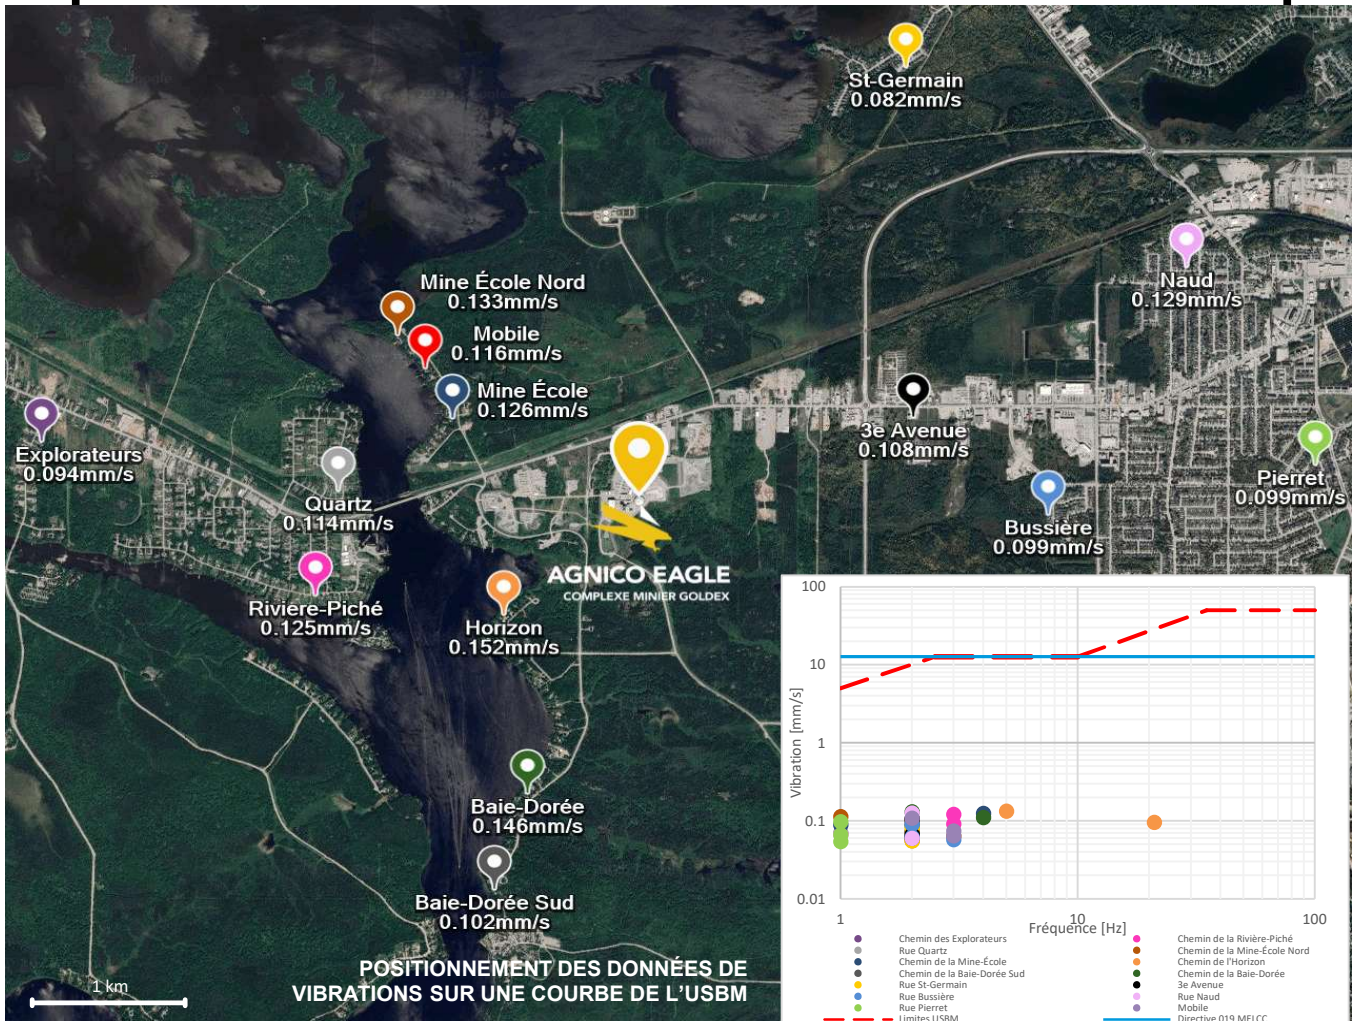 St-Germain
0.082mm/s
Naud
0.129mm/s
Mine École Nord
0.133mm/s
Mobile
0.116mm/s
Mine École
0.126mm/s
Explorateurs
0.094mm/s
3e Avenue
0.108mm/s
Pierret
0.099mm/s
Quartz
0.114mm/s
Bussière
0.099mm/s
AGNICO EAGLE
COMPLEXE MINIER GOLDEX
Riviere-Piché
0.125mm/s
Horizon
0.152mm/s
Baie-Dorée
0.146mm/s
Baie-Dorée Sud
0.102mm/s
POSITIONNEMENT DES DONNÉES DE
VIBRATIONS SUR UNE COURBE DE L'USBM
1 km
Vibration [mm/s]
100
10
1
0.1
0.01
1
10
100
Fréquence [Hz]
Chemin des Explorateurs
Chemin de la Rivière-Piché
Rue Quartz
Chemin de la Mine-École Nord
Chemin de la Mine-École
Chemin de l'Horizon
Chemin de la Baie-Dorée Sud
Chemin de la Baie-Dorée
Rue St-Germain
3e Avenue
Rue Bussière
Rue Naud
Rue Pierret
Mobile
Limites USBM
Directive 019 MELCC